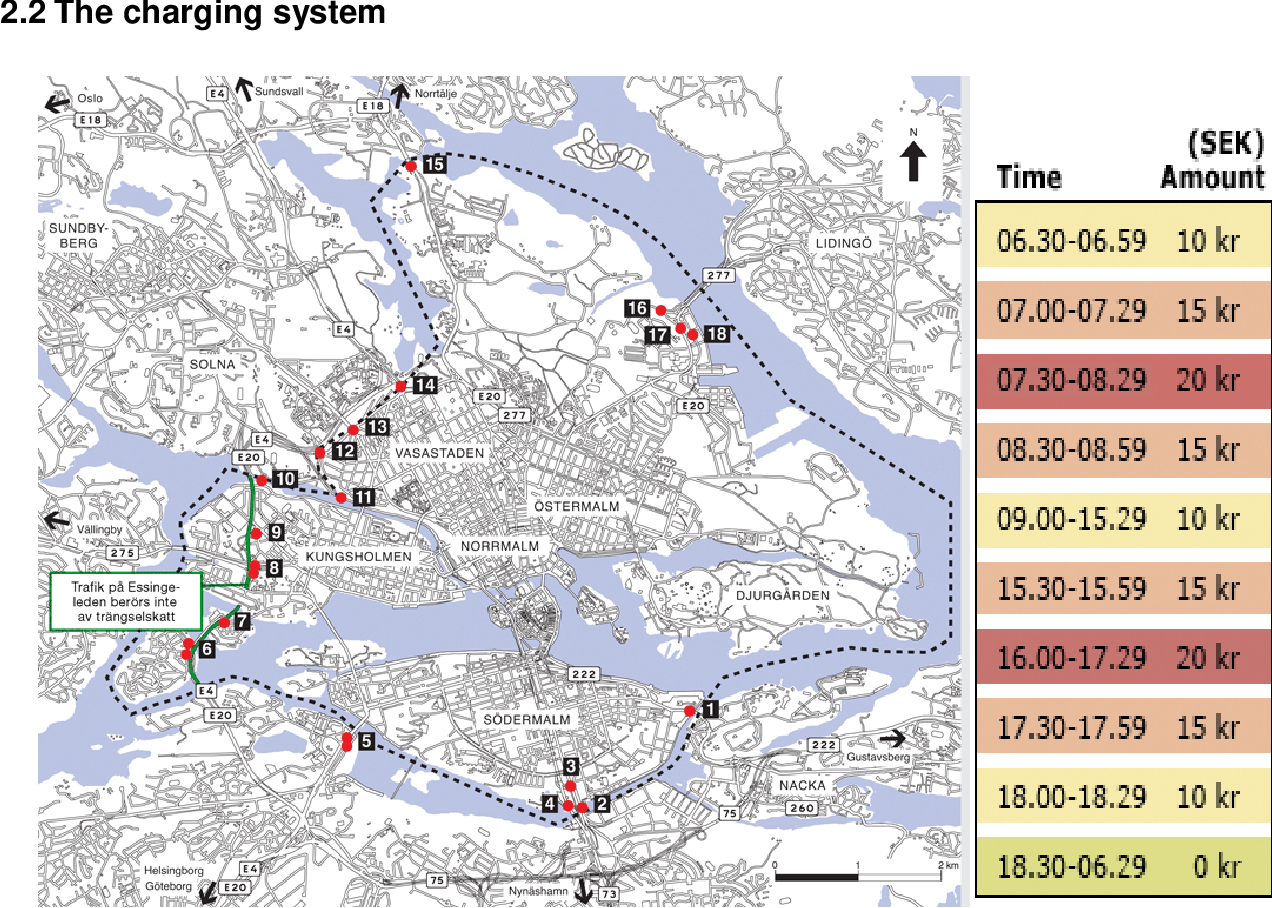 2.2 The charging system
Oslo
E18
E4
Sundsvall
E18
Norrtälje
N
15
SUNDBY-
BERG
LIDINGÖ
277
16
17
18
E4
SOLNA
14
E20
277
E20
13
E4
12
VASASTADEN
E20
10
11
ÖSTERMALM
Vällingby
9
275
KUNGSHOLMEN
NORRMALM
8
Trafik på Essinge-
leden berörs inte
av trängselskatt
DJURGÅRDEN
7
6
222
E4
E20
SÖDERMALM
1
5
222
Gustavsberg
3
NACKA
4
2
75
260
Helsingborg
Göteborg
E4
E20
75
Nynäshamn
73
0
1
2 km
(SEK)
Time Amount
06.30-06.59 10 kr
07.00-07.29 15 kr
07.30-08.29 20 kr
08.30-08.59 15 kr
09.00-15.29 10 kr
15.30-15.59 15 kr
16.00-17.29 20 kr
17.30-17.59 15 kr
18.00-18.29 10 kr
18.30-06.29 0 kr